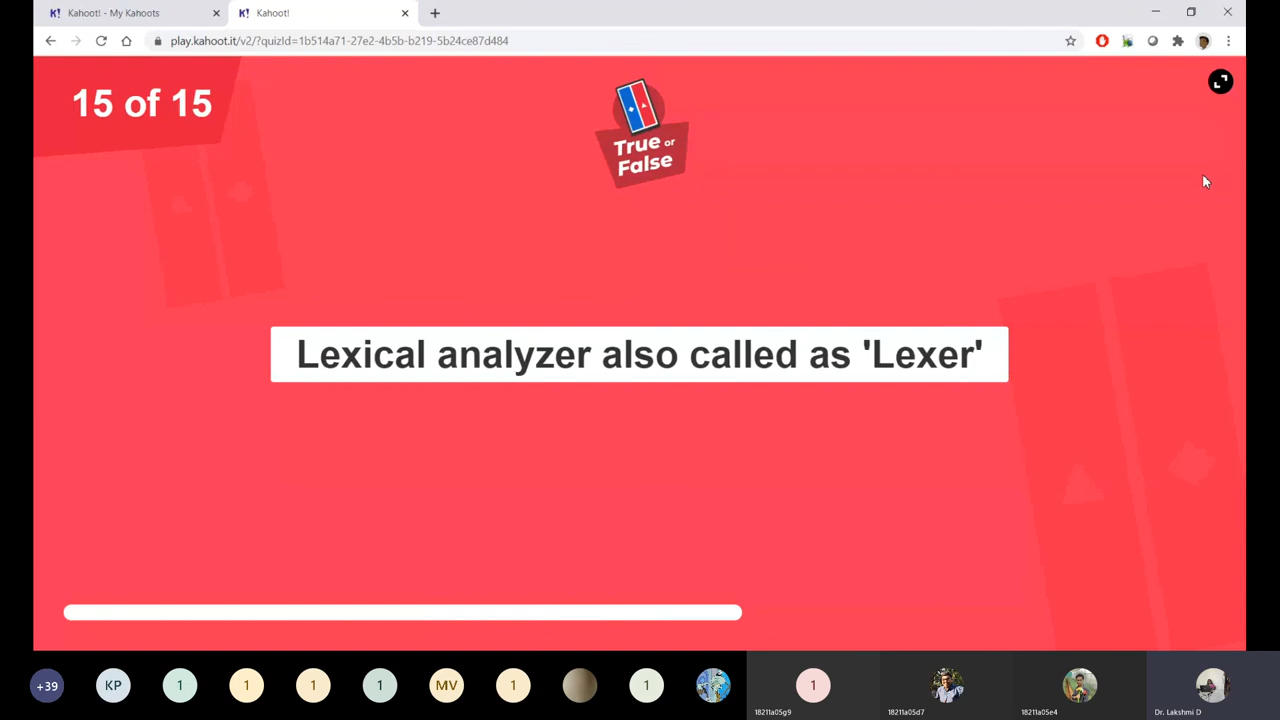 Kahoot! - My Kahoots
Kahoot!
play.kahoot.it/v2/?quizId=1b514a71-27e2-4b5b-b219-5b24ce87d484
15 of 15
True or
False
Lexical analyzer also called as 'Lexer'
+39
KP
1
1
1
1
MV
1
1
1
18211a05g9
18211a05d7
18211a05e4
Dr. Lakshmi D